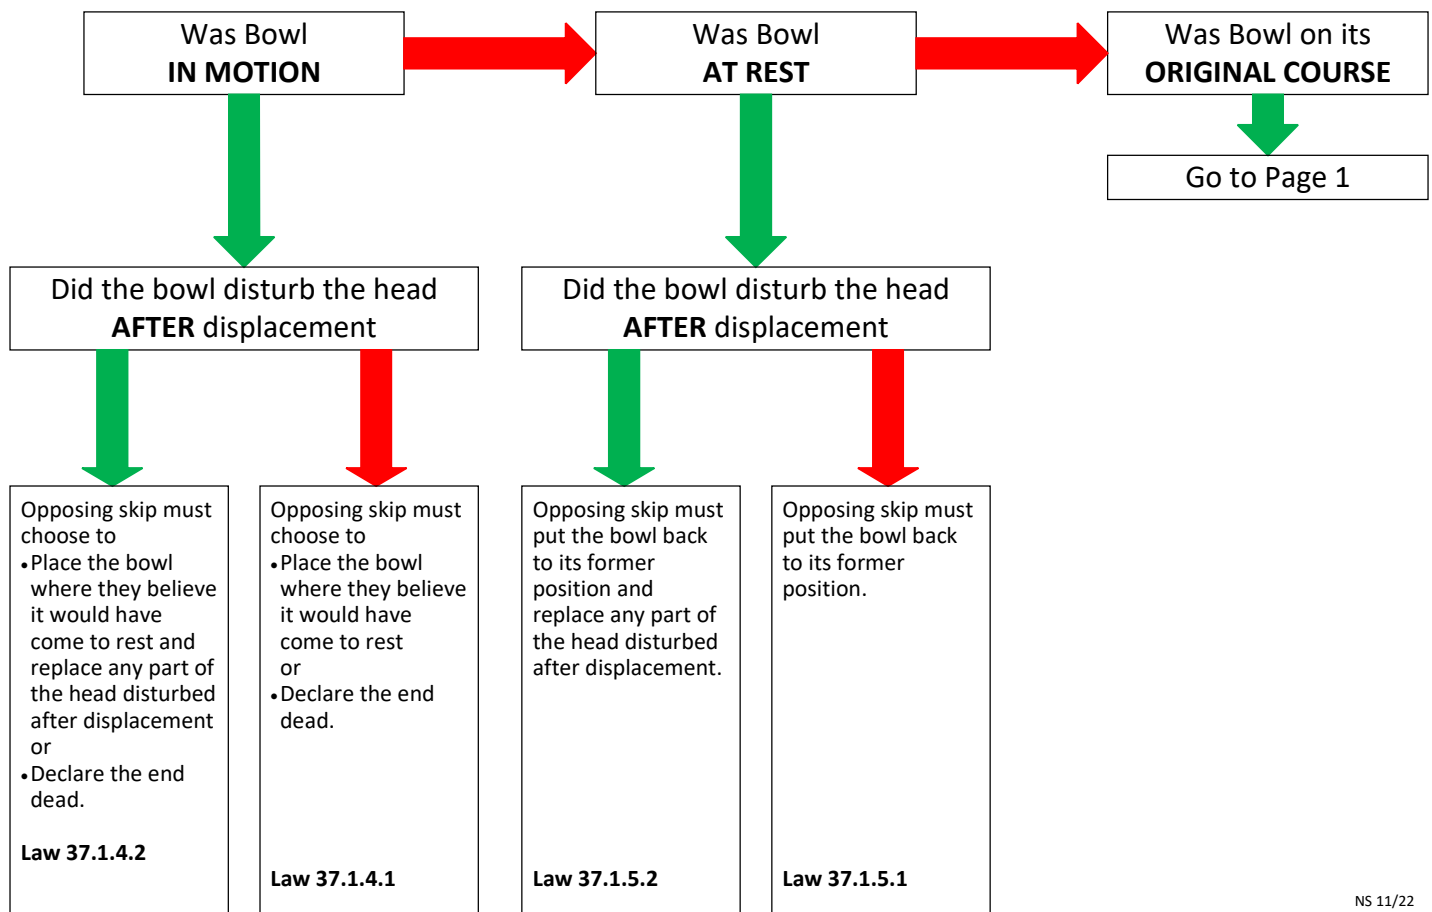 Was Bowl
IN MOTION
Was Bowl
AT REST
Was Bowl on its
ORIGINAL COURSE
Go to Page 1
Did the bowl disturb the head
AFTER displacement
Did the bowl disturb the head
AFTER displacement
Opposing skip must
choose to
• Place the bowl
where they believe
it would have
come to rest and
replace any part of
the head disturbed
after displacement
or
• Declare the end
dead.
Law 37.1.4.2
Opposing skip must
choose to
• Place the bowl
where they believe
it would have
come to rest
or
• Declare the end
dead.
Law 37.1.4.1
Opposing skip must
put the bowl back
to its former
position and
replace any part of
the head disturbed
after displacement.
Law 37.1.5.2
Opposing skip must
put the bowl back
to its former
position.
Law 37.1.5.1
NS 11/22